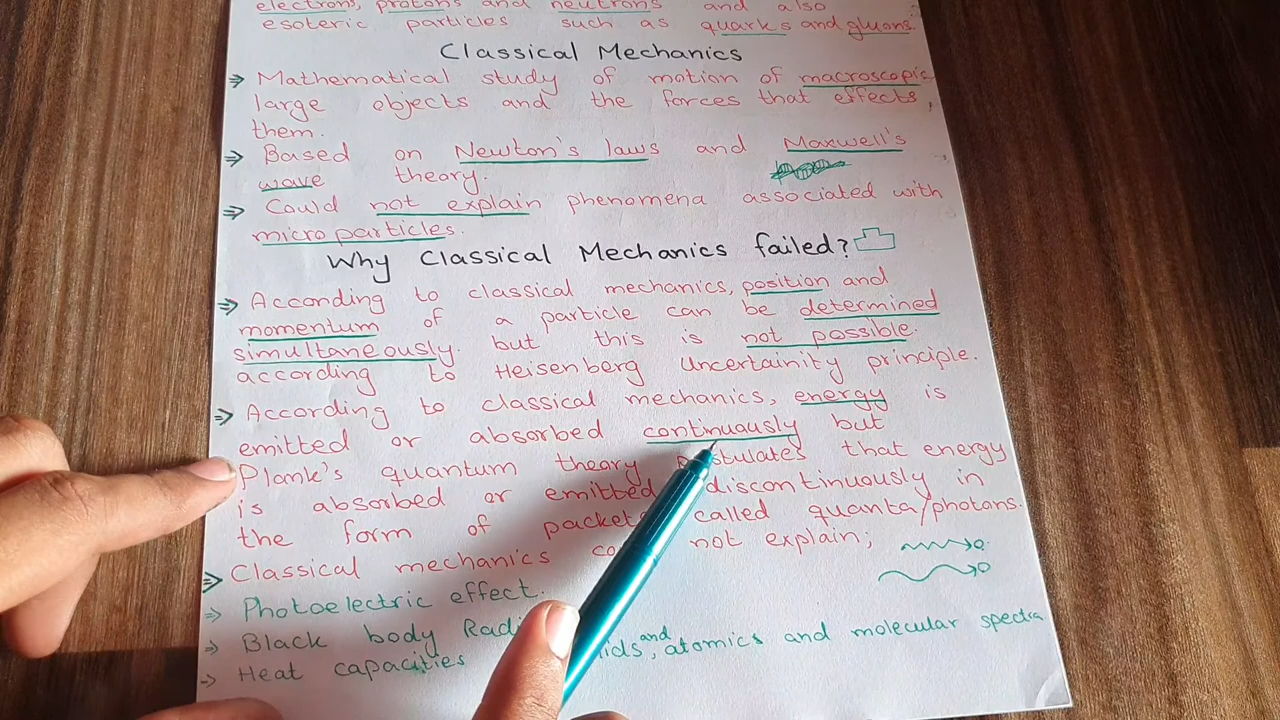 electrons, protons and neutrons and also
esoteric particles such as quarks and gluons.
Classical Mechanics
⇒ Mathematical study of motion of macroscopic
large objects and the forces that effects,
them.
⇒ Based on Newton's laws and Maxwell's
wave theory.
⇒ Could not explain phenomena associated with
micro particles.
Why Classical Mechanics failed?
⇒ According to classical mechanics, position and
momentum of a particle can be determined
simultaneously. but this is not possible.
according to Heisenberg Uncertainity principle.
⇒ According to classical mechanics, energy is
emitted or absorbed continuously but
Plank's quantum theory postulates that energy
is absorbed or emitted discontinuously in
the form of packets called quanta/photons.
⇒ Classical mechanics not explain;
⇒ Photoelectric effect.
⇒ Black body
⇒ Heat capacities and atomics and molecular spectra